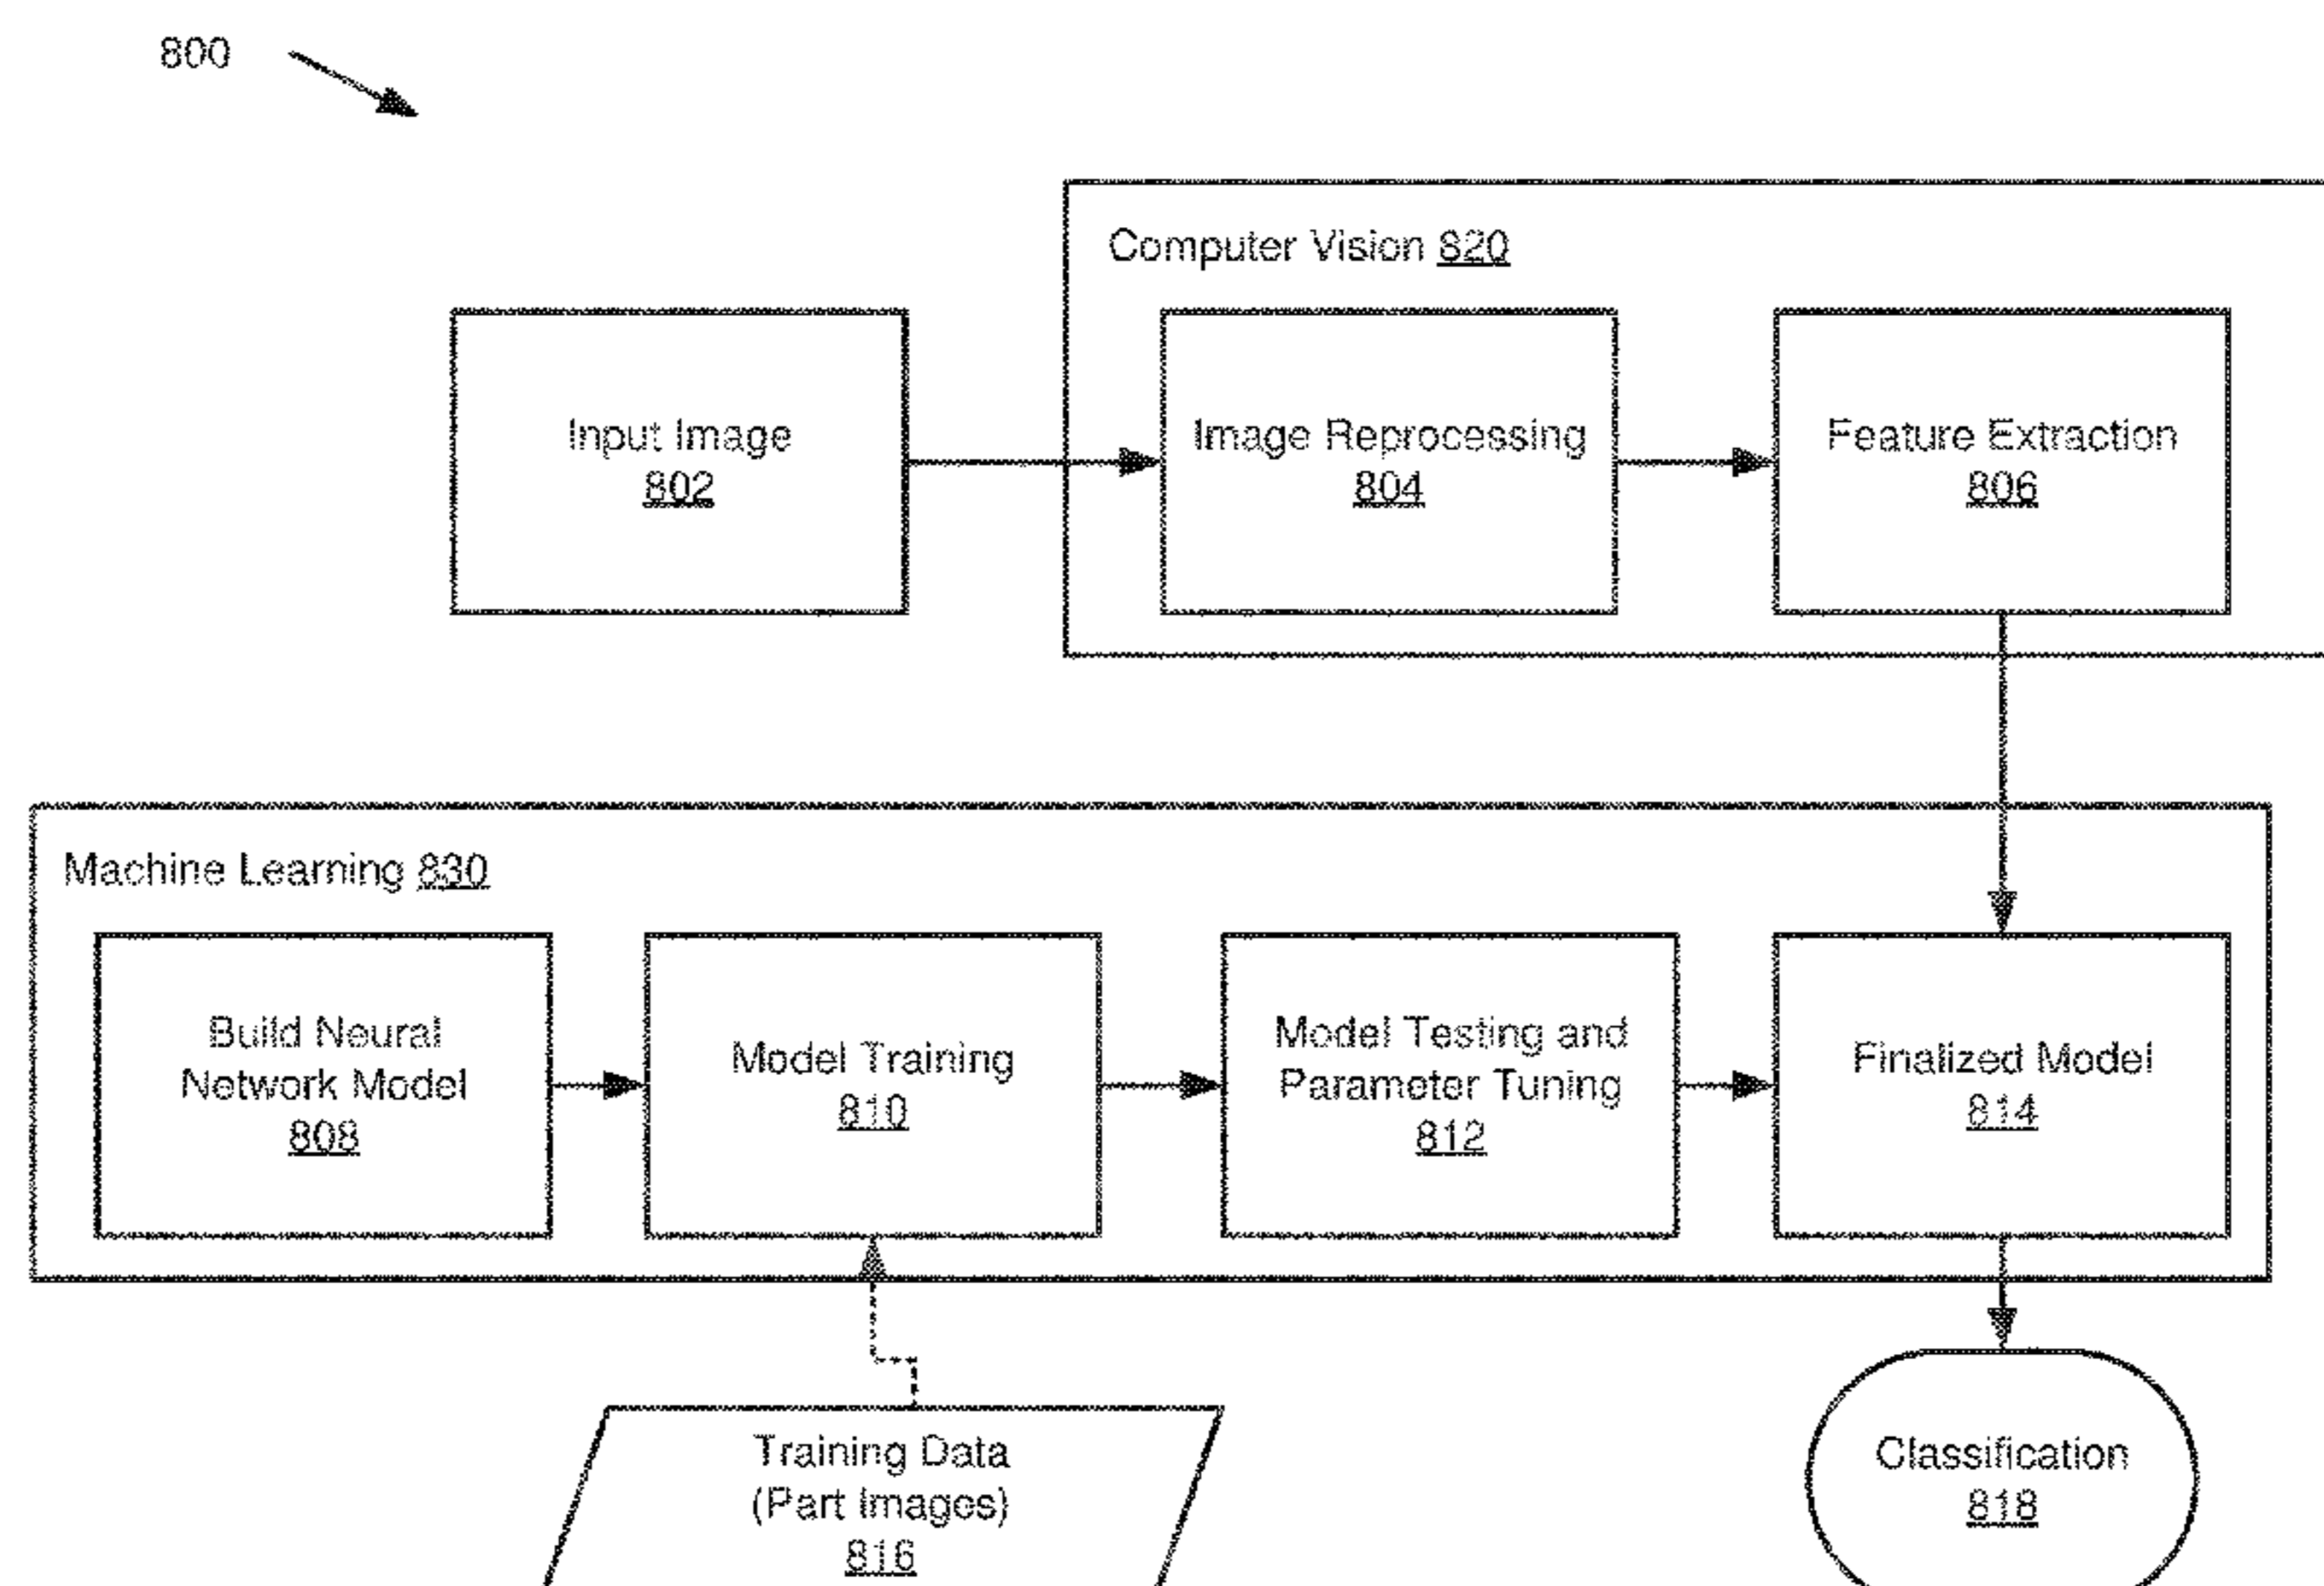 800
Computer Vision 820
Input Image
802
Image Reprocessing
804
Feature Extraction
806
Machine Learning 830
Build Neural
Network Model
808
Model Training
810
Model Testing and
Parameter Tuning
812
Finalized Model
814
Training Data
(Part Images)
816
Classification
818